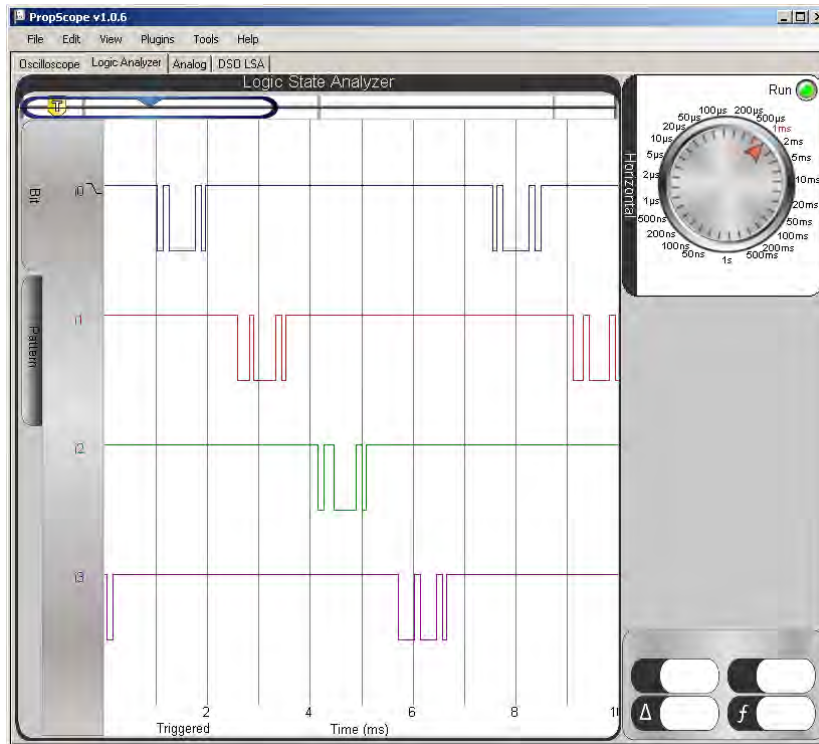 PropScope v1.0.6
File Edit View Plugins Tools Help
Oscilloscope Logic Analyzer Analog DSO LSA
Logic State Analyzer
T
Bit
Pattern
i0
i1
i2
i3
2 4 6 8
Triggered Time (ms)
Run
Horizontal
50ns
100ns
200ns
500ns
1µs
2µs
5µs
10µs
20µs
50µs
100µs
200µs
500µs
1ms
2ms
5ms
10ms
20ms
50ms
100ms
200ms
500ms
1s
Δ
f